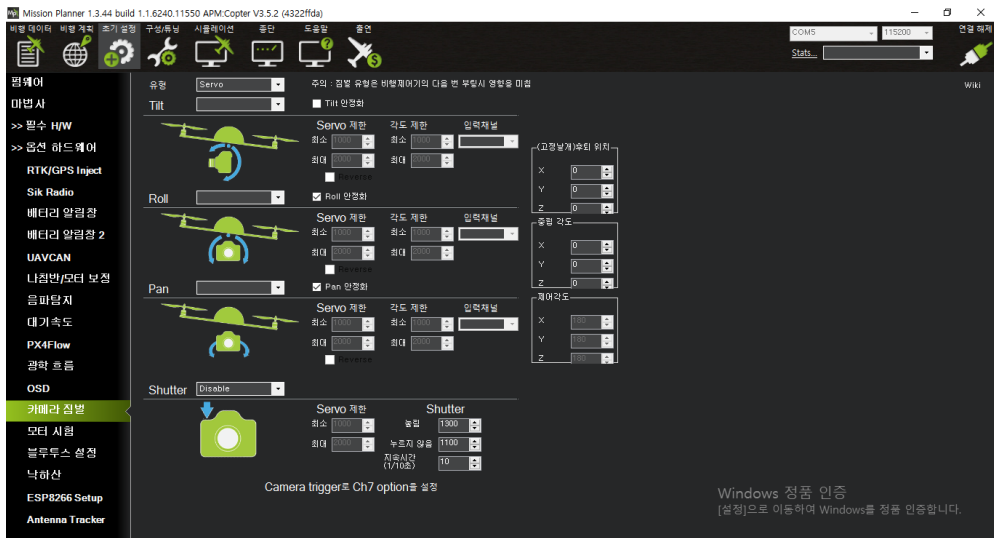 Mission Planner 1.3.44 build 1.1.6240.11550 APM:Copter V3.5.2 (4322ffda)
비행 데이터 비행 계획 초기 설정 구성/튜닝 시뮬레이션 종단 도움말 출연
COM5 115200 연결 해제
Stats...
펌웨어
마법사
>> 필수 H/W
>> 옵션 하드웨어
RTK/GPS Inject
Sik Radio
배터리 알림창
배터리 알림창 2
UAVCAN
나침반/모터 보정
음파탐지
대기속도
PX4Flow
광학 흐름
OSD
카메라 짐벌
모터 시험
블루투스 설정
낙하산
ESP8266 Setup
Antenna Tracker
유형 Servo 주의 : 짐벌 유형은 비행제어기의 다음 번 부팅시 영향을 미침 Wiki
Tilt Tilt 안정화
Servo 제한 각도 제한 입력채널
최소 1000 최소 1000
최대 2000 최대 2000
Reverse
Roll Roll 안정화
Servo 제한 각도 제한 입력채널
최소 1000 최소 1000
최대 2000 최대 2000
Reverse
Pan Pan 안정화
Servo 제한 각도 제한 입력채널
최소 1000 최소 1000
최대 2000 최대 2000
Reverse
(고정날개)후퇴 위치
X 0
Y 0
Z 0
중립 각도
X 0
Y 0
Z 0
제어각도
X 180
Y 180
Z 180
Shutter Disable
Servo 제한 Shutter
최소 1000 눌림 1300
최대 2000 누르지 않음 1100
지속시간
(1/10초) 10
Camera trigger로 Ch7 option을 설정
Windows 정품 인증
[설정]으로 이동하여 Windows를 정품 인증합니다.